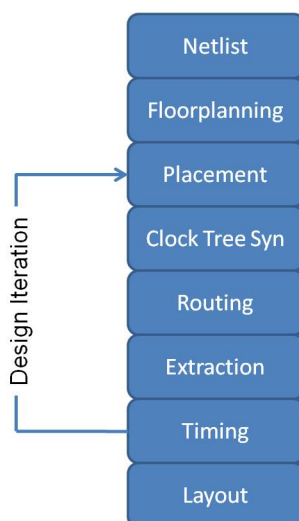 Netlist
Floorplanning
Placement
Clock Tree Syn
Routing
Extraction
Timing
Layout
Design Iteration